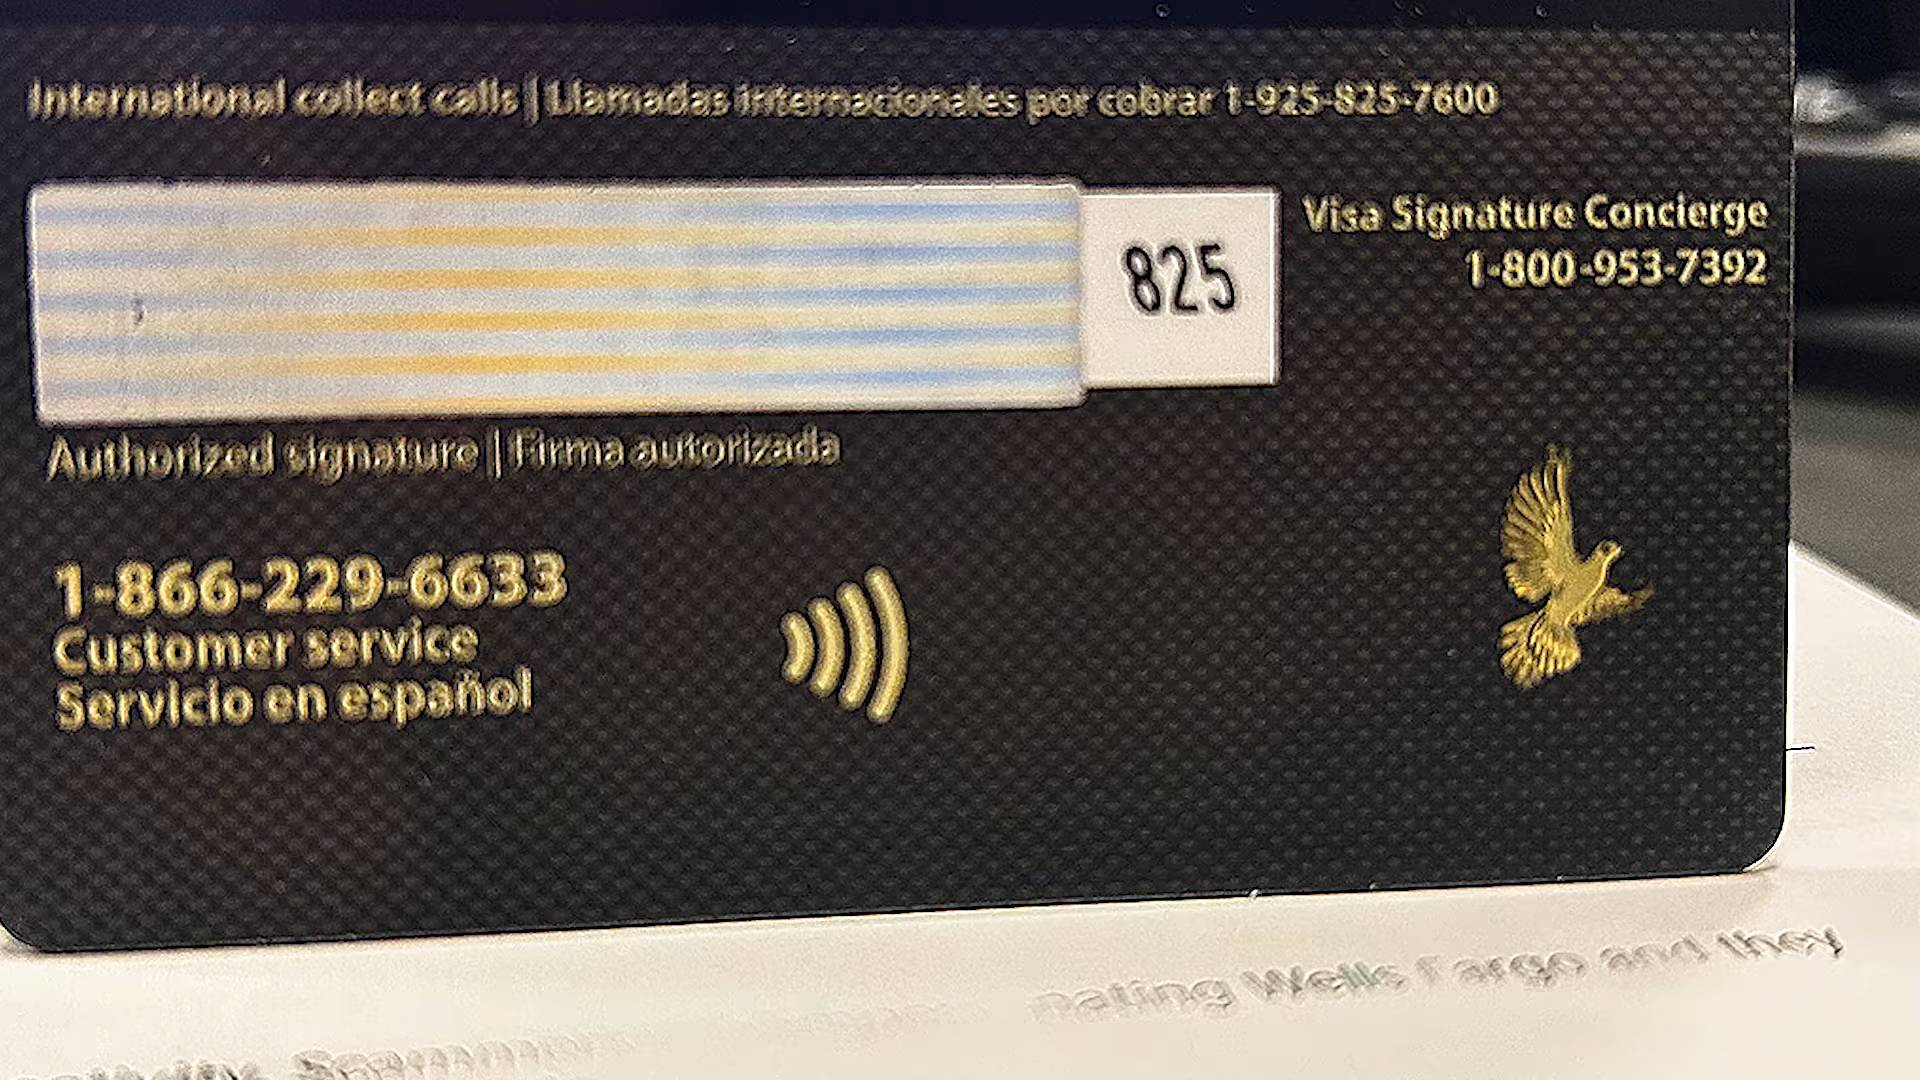 International collect calls | Llamadas internacionales por cobrar 1-925-825-7600
825
Visa Signature Concierge
1-800-953-7392
Authorized signature | Firma autorizada
1-866-229-6633
Customer service
Servicio en español
Wells Fargo and they